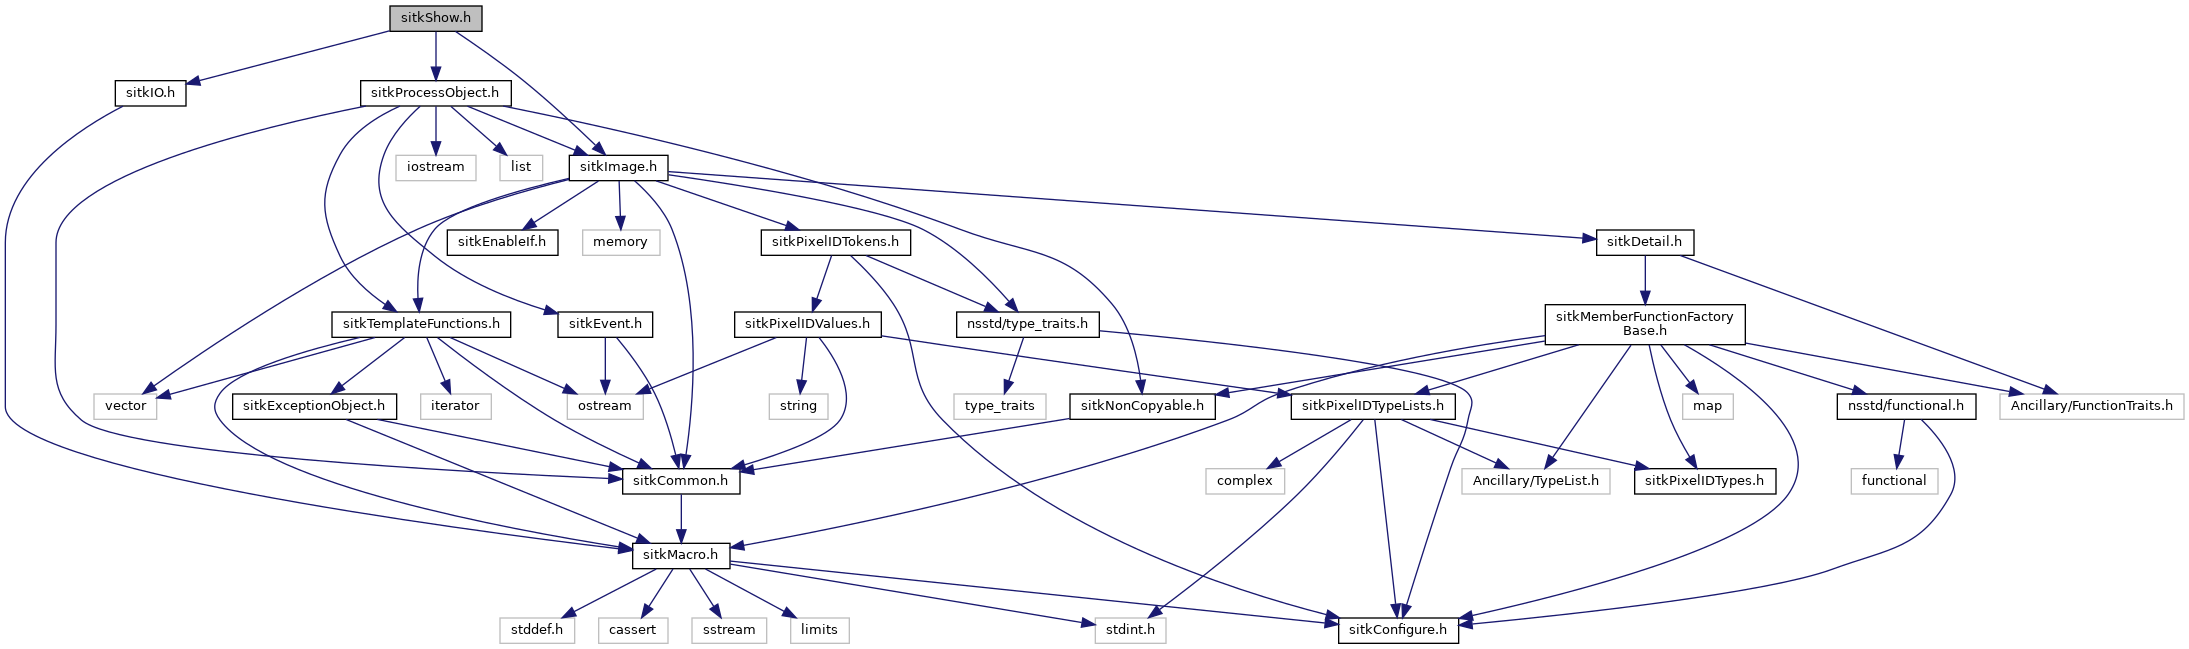 sitkShow.h
sitkIO.h
sitkProcessObject.h
iostream
list
sitkImage.h
sitkEnableIf.h
memory
sitkPixelIDTokens.h
sitkDetail.h
sitkTemplateFunctions.h
sitkEvent.h
sitkPixelIDValues.h
nsstd/type_traits.h
sitkMemberFunctionFactory
Base.h
vector
sitkExceptionObject.h
iterator
ostream
string
type_traits
sitkNonCopyable.h
sitkPixelIDTypeLists.h
map
nsstd/functional.h
Ancillary/FunctionTraits.h
sitkCommon.h
complex
Ancillary/TypeList.h
sitkPixelIDTypes.h
functional
sitkMacro.h
stddef.h
cassert
sstream
limits
stdint.h
sitkConfigure.h